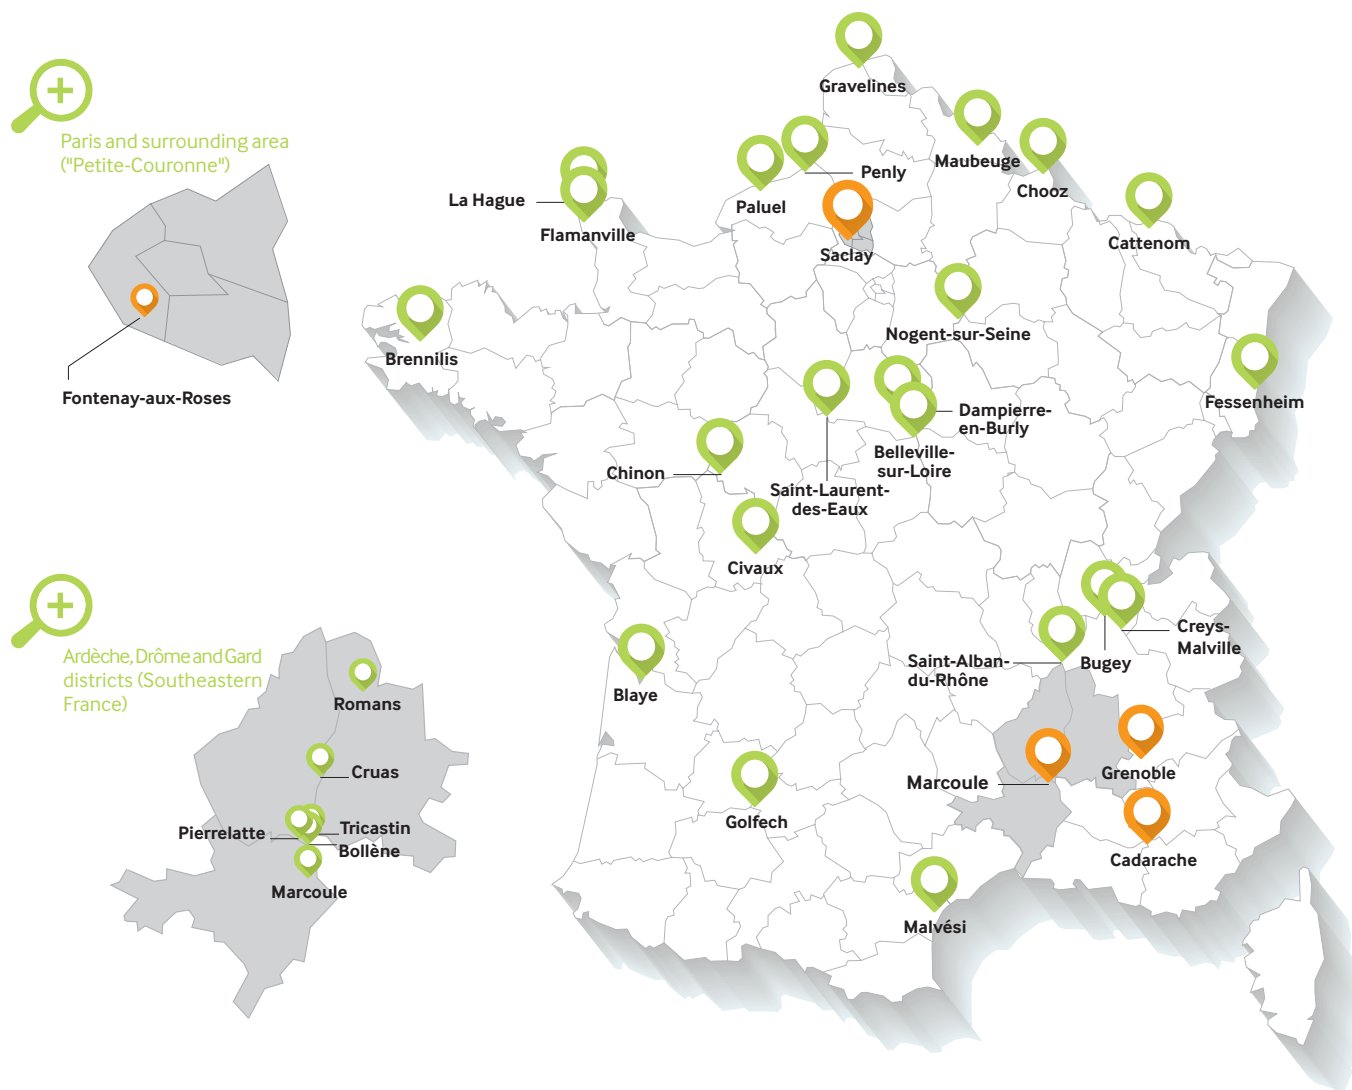 Paris and surrounding area
("Petite-Couronne")
Fontenay-aux-Roses
Ardèche, Drôme and Gard
districts (Southeastern
France)
Romans
Cruas
Pierrelatte
Tricastin
Bollène
Marcoule
Gravelines
Maubeuge
Chooz
Penly
Paluel
La Hague
Flamanville
Saclay
Cattenom
Brennilis
Nogent-sur-Seine
Fessenheim
Dampierre-
en-Burly
Belleville-
sur-Loire
Chinon
Saint-Laurent-
des-Eaux
Civaux
Creys-
Malville
Bugey
Saint-Alban-
du-Rhône
Blaye
Marcoule
Grenoble
Golfech
Cadarache
Malvési